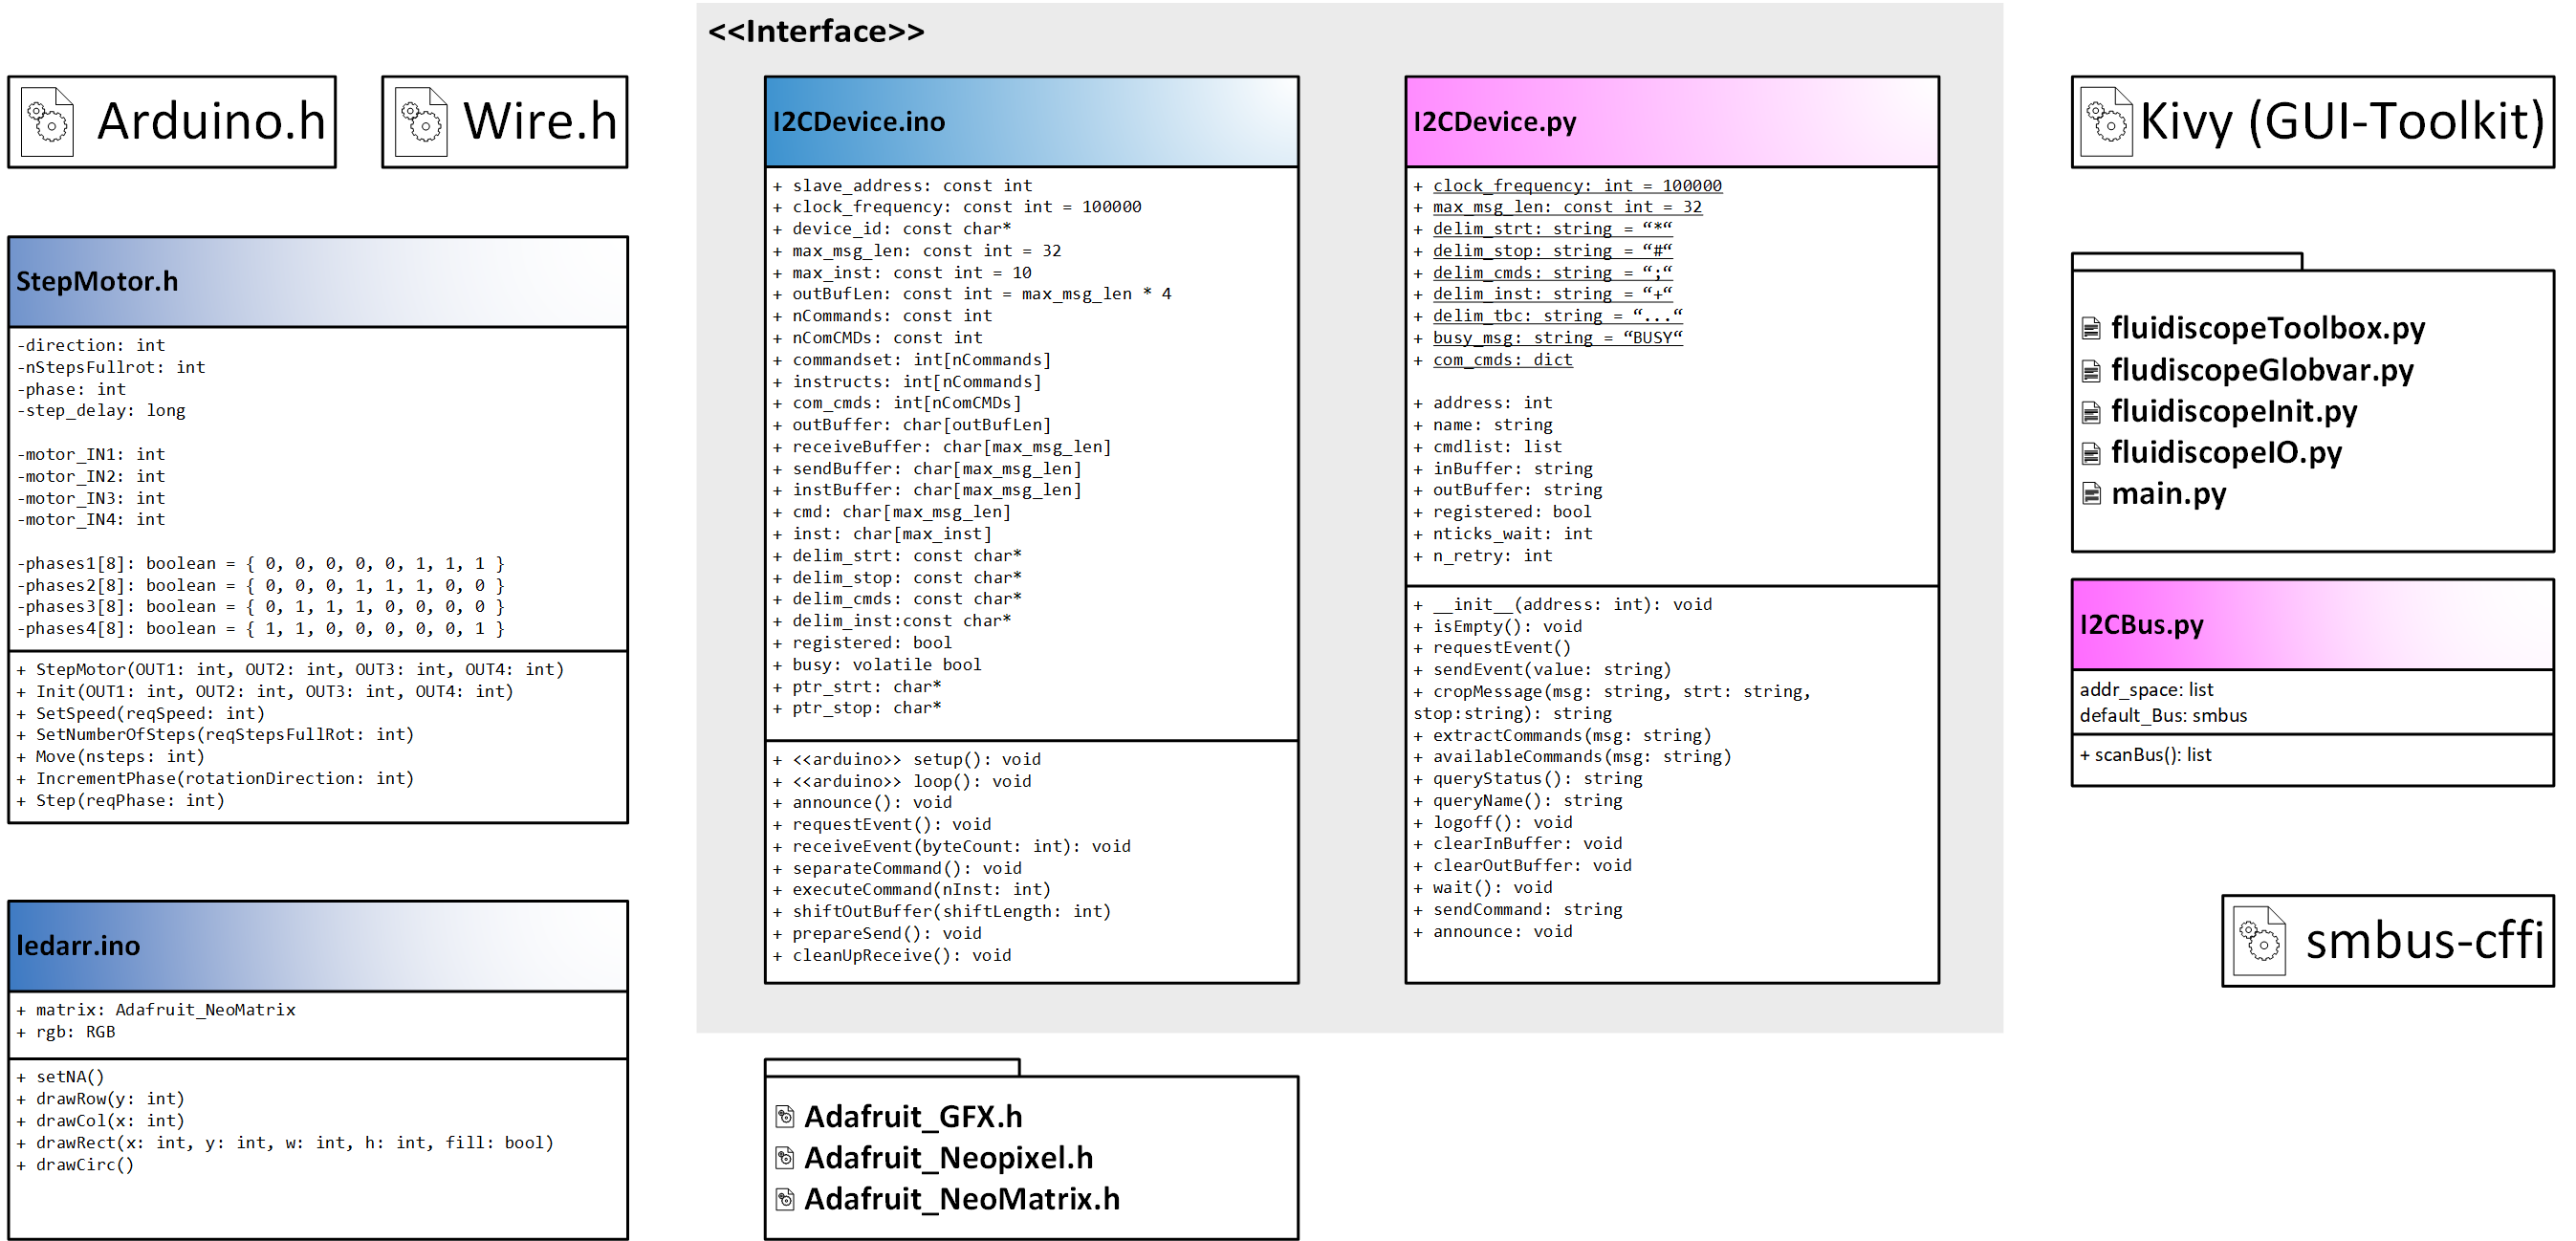 <<Interface>>
Arduino.h
Wire.h
StepMotor.h
-direction: int
-nStepsFullrot: int
-phase: int
-step_delay: long
-motor_IN1: int
-motor_IN2: int
-motor_IN3: int
-motor_IN4: int
-phases1[8]: boolean = { 0, 0, 0, 0, 0, 1, 1, 1 }
-phases2[8]: boolean = { 0, 0, 0, 1, 1, 1, 0, 0 }
-phases3[8]: boolean = { 0, 1, 1, 1, 0, 0, 0, 0 }
-phases4[8]: boolean = { 1, 1, 0, 0, 0, 0, 0, 1 }
+ StepMotor(OUT1: int, OUT2: int, OUT3: int, OUT4: int)
+ Init(OUT1: int, OUT2: int, OUT3: int, OUT4: int)
+ SetSpeed(reqSpeed: int)
+ SetNumberOfSteps(reqStepsFullRot: int)
+ Move(nsteps: int)
+ IncrementPhase(rotationDirection: int)
+ Step(reqPhase: int)
ledarr.ino
+ matrix: Adafruit_NeoMatrix
+ rgb: RGB
+ setNA()
+ drawRow(y: int)
+ drawCol(x: int)
+ drawRect(x: int, y: int, w: int, h: int, fill: bool)
+ drawCirc()
I2CDevice.ino
+ slave_address: const int
+ clock_frequency: const int = 100000
+ device_id: const char*
+ max_msg_len: const int = 32
+ max_inst: const int = 10
+ outBufLen: const int = max_msg_len * 4
+ nCommands: const int
+ nComCMDs: const int
+ commandset: int[nCommands]
+ instructs: int[nCommands]
+ com_cmds: int[nComCMDs]
+ outBuffer: char[outBufLen]
+ receiveBuffer: char[max_msg_len]
+ sendBuffer: char[max_msg_len]
+ instBuffer: char[max_msg_len]
+ cmd: char[max_msg_len]
+ inst: char[max_inst]
+ delim_strt: const char*
+ delim_stop: const char*
+ delim_cmds: const char*
+ delim_inst:const char*
+ registered: bool
+ busy: volatile bool
+ ptr_strt: char*
+ ptr_stop: char*
+ <<arduino>> setup(): void
+ <<arduino>> loop(): void
+ announce(): void
+ requestEvent(): void
+ receiveEvent(byteCount: int): void
+ separateCommand(): void
+ executeCommand(nInst: int)
+ shiftOutBuffer(shiftLength: int)
+ prepareSend(): void
+ cleanUpReceive(): void
Adafruit_GFX.h
Adafruit_Neopixel.h
Adafruit_NeoMatrix.h
I2CDevice.py
+ clock_frequency: int = 100000
+ max_msg_len: const int = 32
+ delim_strt: string = “*“
+ delim_stop: string = “#“
+ delim_cmds: string = “;“
+ delim_inst: string = “+“
+ delim_tbc: string = “...“
+ busy_msg: string = “BUSY“
+ com_cmds: dict
+ address: int
+ name: string
+ cmdlist: list
+ inBuffer: string
+ outBuffer: string
+ registered: bool
+ nticks_wait: int
+ n_retry: int
+ __init__(address: int): void
+ isEmpty(): void
+ requestEvent()
+ sendEvent(value: string)
+ cropMessage(msg: string, strt: string,
stop:string): string
+ extractCommands(msg: string)
+ availableCommands(msg: string)
+ queryStatus(): string
+ queryName(): string
+ logoff(): void
+ clearInBuffer: void
+ clearOutBuffer: void
+ wait(): void
+ sendCommand: string
+ announce: void
Kivy (GUI-Toolkit)
fluidiscopeToolbox.py
fludiscopeGlobvar.py
fluidiscopeInit.py
fluidiscopeIO.py
main.py
I2CBus.py
addr_space: list
default_Bus: smbus
+ scanBus(): list
smbus-cffi